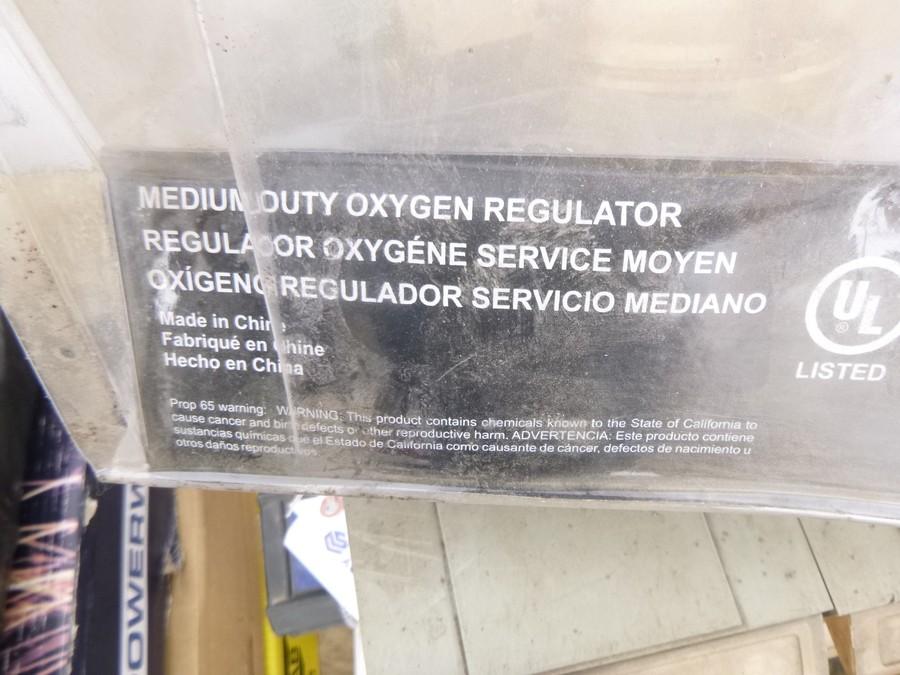 MEDIUM DUTY OXYGEN REGULATOR
REGULATOR OXYGÉNE SERVICE MOYEN
OXÍGENO REGULADOR SERVICIO MEDIANO
Made in Chine
Fabriqué en Chine
Hecho en China
UL
®
LISTED
Prop 65 warning: WARNING: This product contains chemicals known to the State of California to
cause cancer and birth defects or other reproductive harm. ADVERTENCIA: Este producto contiene
sustancias químicas que el Estado de California como causante de cáncer, defectos de nacimiento u
otros daños reproductivos.
OWERW